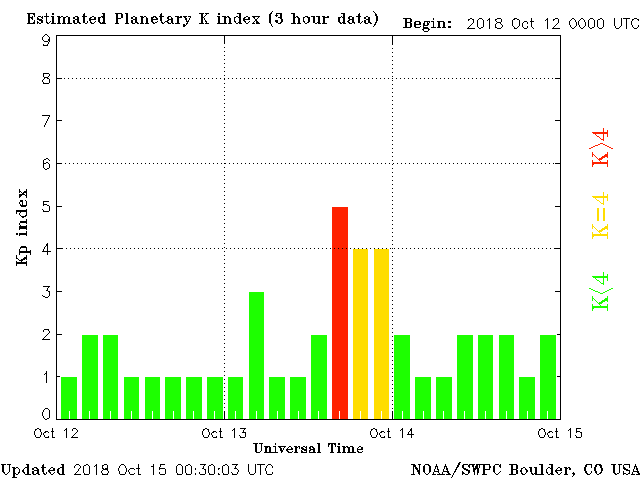 Estimated Planetary K index (3 hour data)
Begin: 2018 Oct 12 0000 UTC
9
8
7
6
5
4
3
2
1
0
Kp index
K>4
K=4
K<4
Oct 12
Oct 13
Oct 14
Oct 15
Universal Time
Updated 2018 Oct 15 00:30:03 UTC
NOAA/SWPC Boulder, CO USA